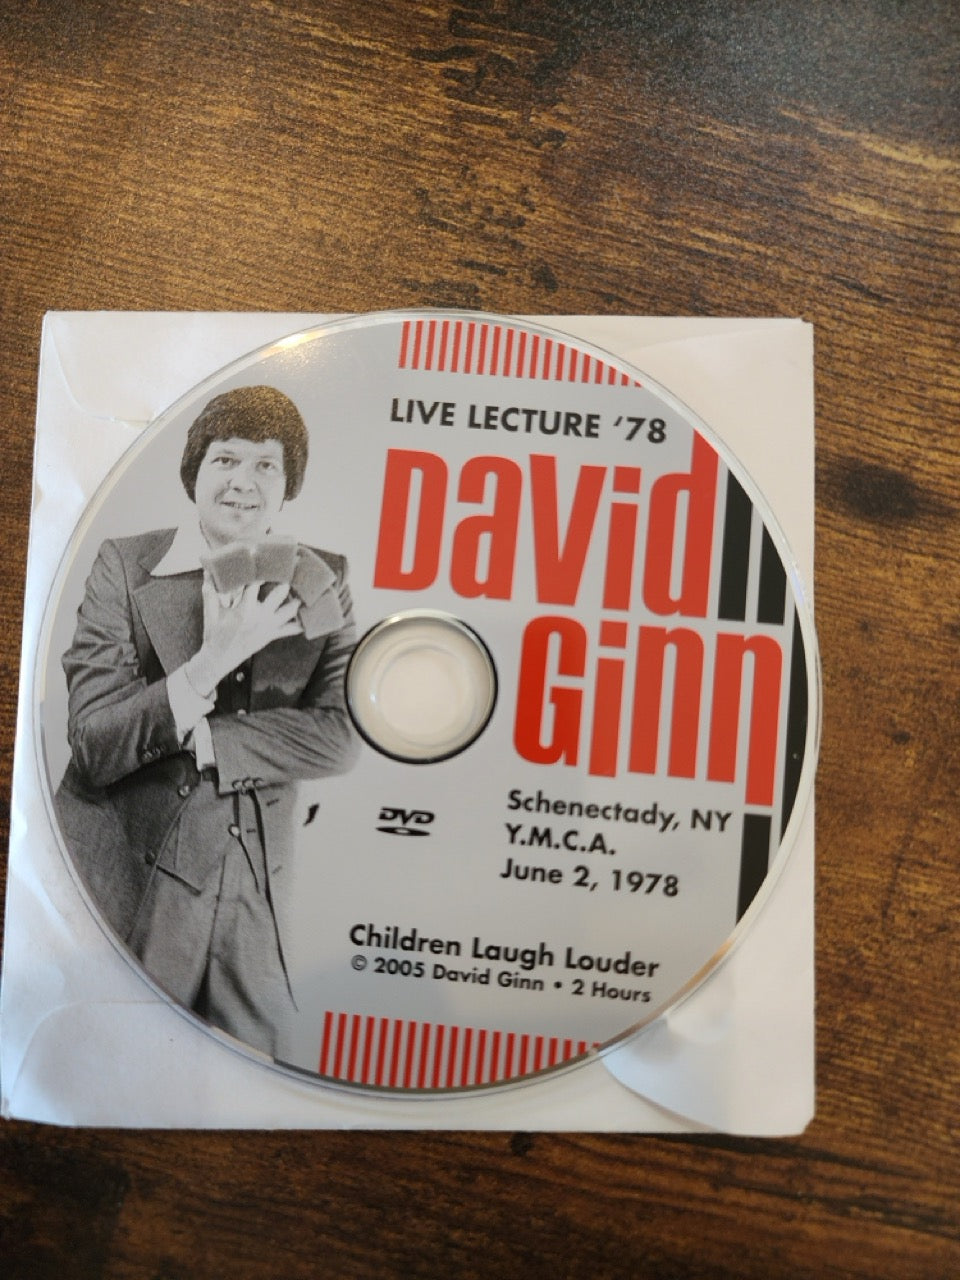 LIVE LECTURE ‘78
David
Ginn
Schenectady, NY
Y.M.C.A.
June 2, 1978
DVD
Children Laugh Louder
© 2005 David Ginn • 2 Hours